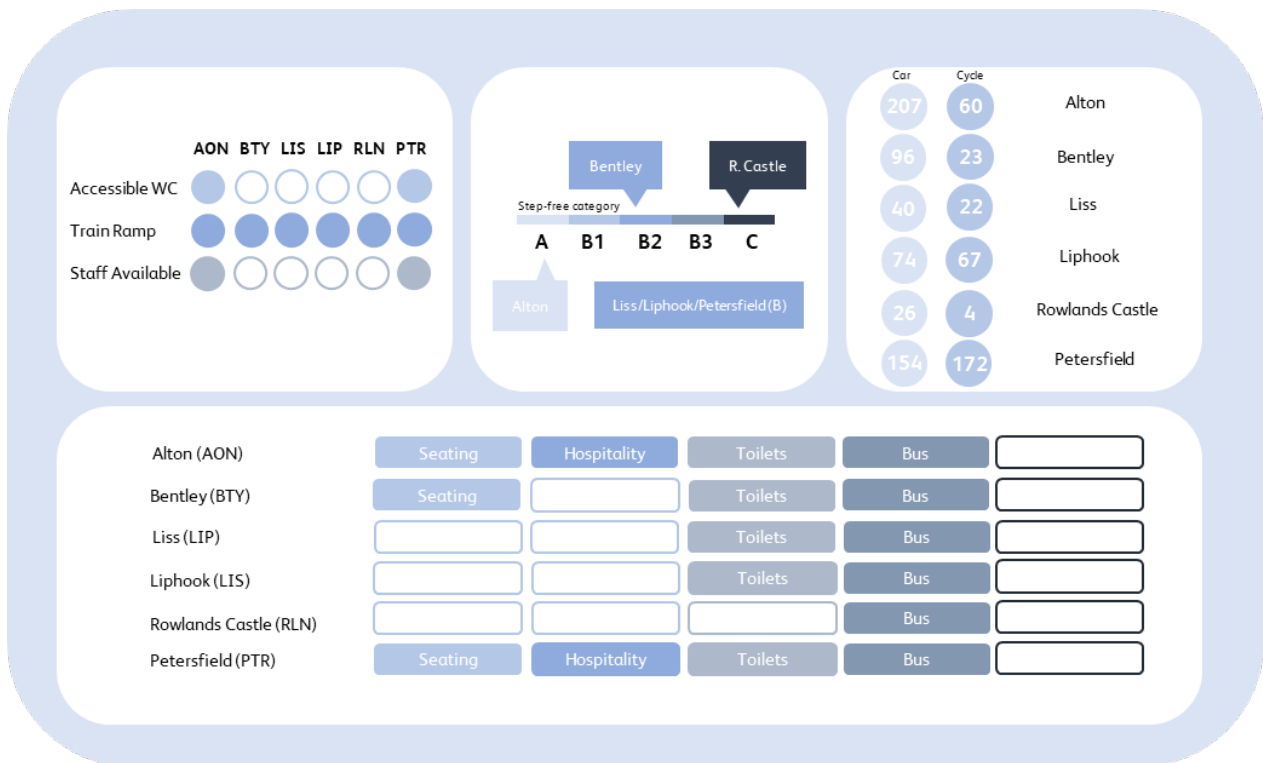 AON BTY LIS LIP RLN PTR
Accessible WC
Train Ramp
Staff Available
Bentley
R. Castle
Step-free category
A B1 B2 B3 C
Alton
Liss/Liphook/Petersfield (B)
Car Cycle
207 60 Alton
96 23 Bentley
40 22 Liss
74 67 Liphook
26 4 Rowlands Castle
154 172 Petersfield
Alton (AON) Seating Hospitality Toilets Bus
Bentley (BTY) Seating Toilets Bus
Liss (LIP) Toilets Bus
Liphook (LIS) Toilets Bus
Rowlands Castle (RLN) Bus
Petersfield (PTR) Seating Hospitality Toilets Bus